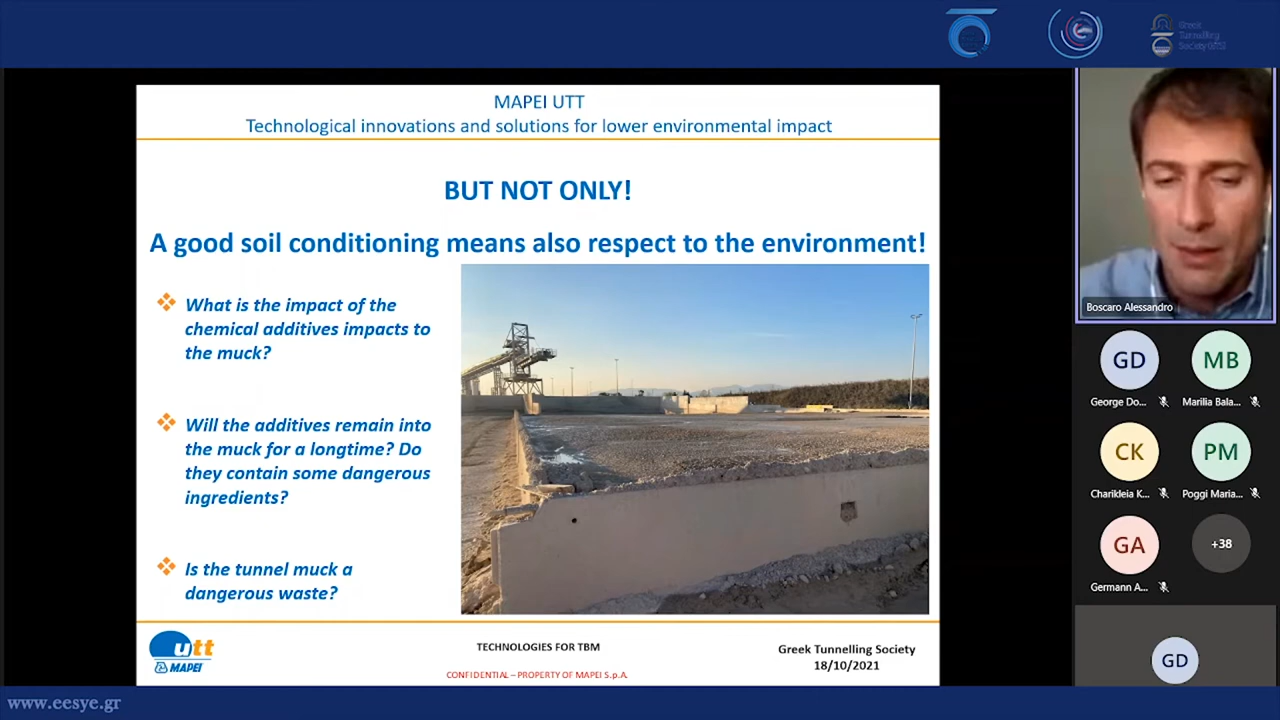 Greek
Tunnelling
Society (GTS)
MAPEI UTT
Technological innovations and solutions for lower environmental impact
BUT NOT ONLY!
A good soil conditioning means also respect to the environment!
What is the impact of the
chemical additives impacts to
the muck?
Will the additives remain into
the muck for a longtime? Do
they contain some dangerous
ingredients?
Is the tunnel muck a
dangerous waste?
utt
MAPEI
TECHNOLOGIES FOR TBM
CONFIDENTIAL – PROPERTY OF MAPEI S.p.A.
Greek Tunnelling Society
18/10/2021
Boscaro Alessandro
GD
MB
George Do...
Marilia Bala...
CK
PM
Charikleia K...
Poggi Maria...
GA
+38
Germann A...
GD
www.eesye.gr